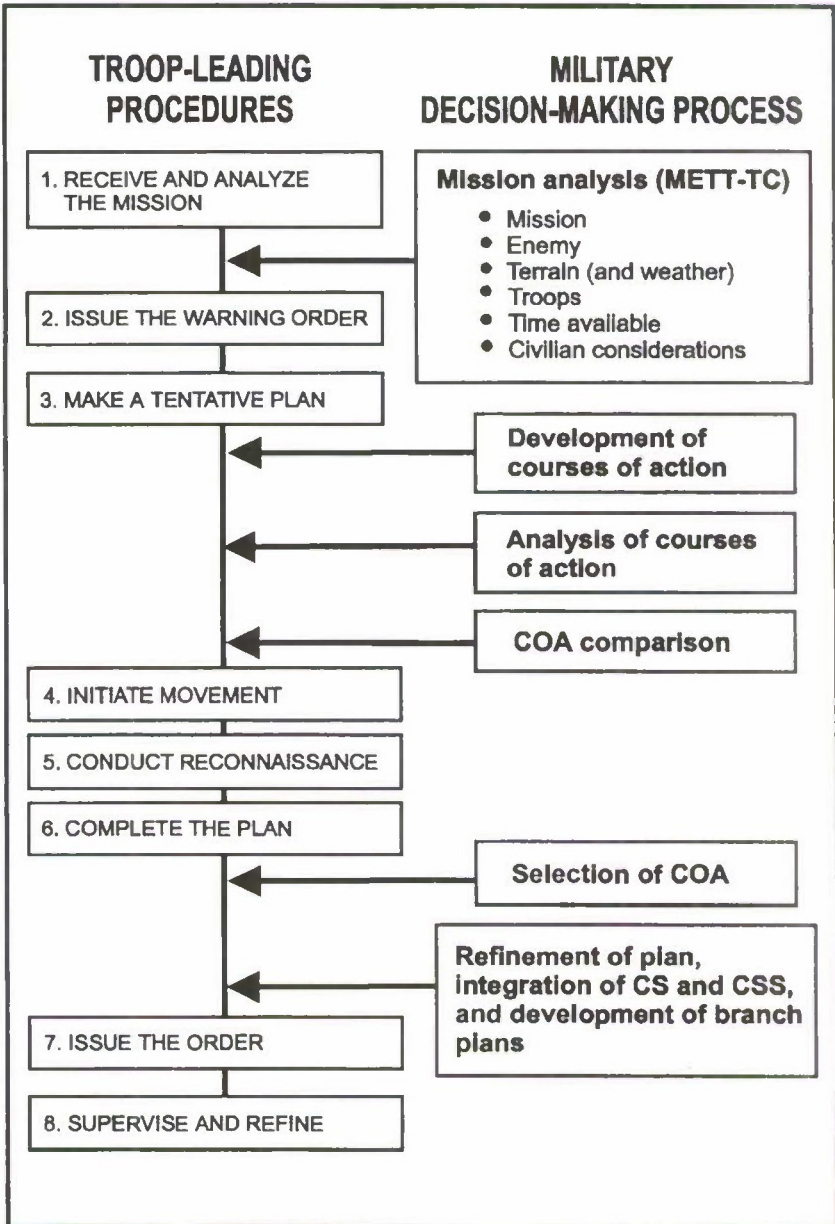 TROOP-LEADING
PROCEDURES
MILITARY
DECISION-MAKING PROCESS
1. RECEIVE AND ANALYZE
THE MISSION
Mission analysis (METT-TC)
• Mission
• Enemy
• Terrain (and weather)
• Troops
• Time available
• Civilian considerations
2. ISSUE THE WARNING ORDER
3. MAKE A TENTATIVE PLAN
Development of
courses of action
Analysis of courses
of action
COA comparison
4. INITIATE MOVEMENT
5. CONDUCT RECONNAISSANCE
6. COMPLETE THE PLAN
Selection of COA
Refinement of plan,
integration of CS and CSS,
and development of branch
plans
7. ISSUE THE ORDER
8. SUPERVISE AND REFINE